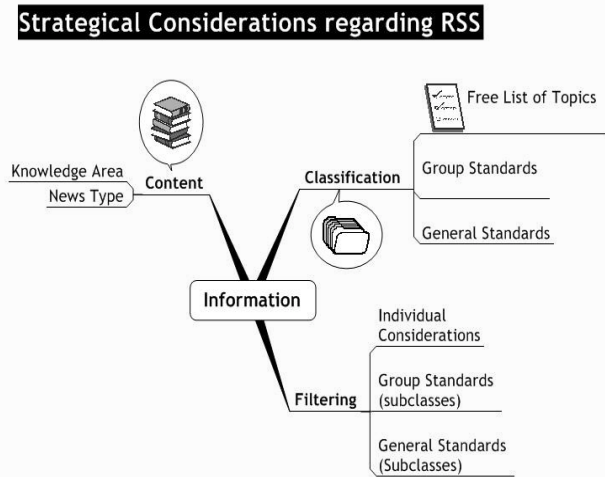 Strategical Considerations regarding RSS
Free List of Topics
Knowledge Area
News Type
Content
Classification
Group Standards
General Standards
Information
Individual
Considerations
Filtering
Group Standards
(subclasses)
General Standards
(Subclasses)